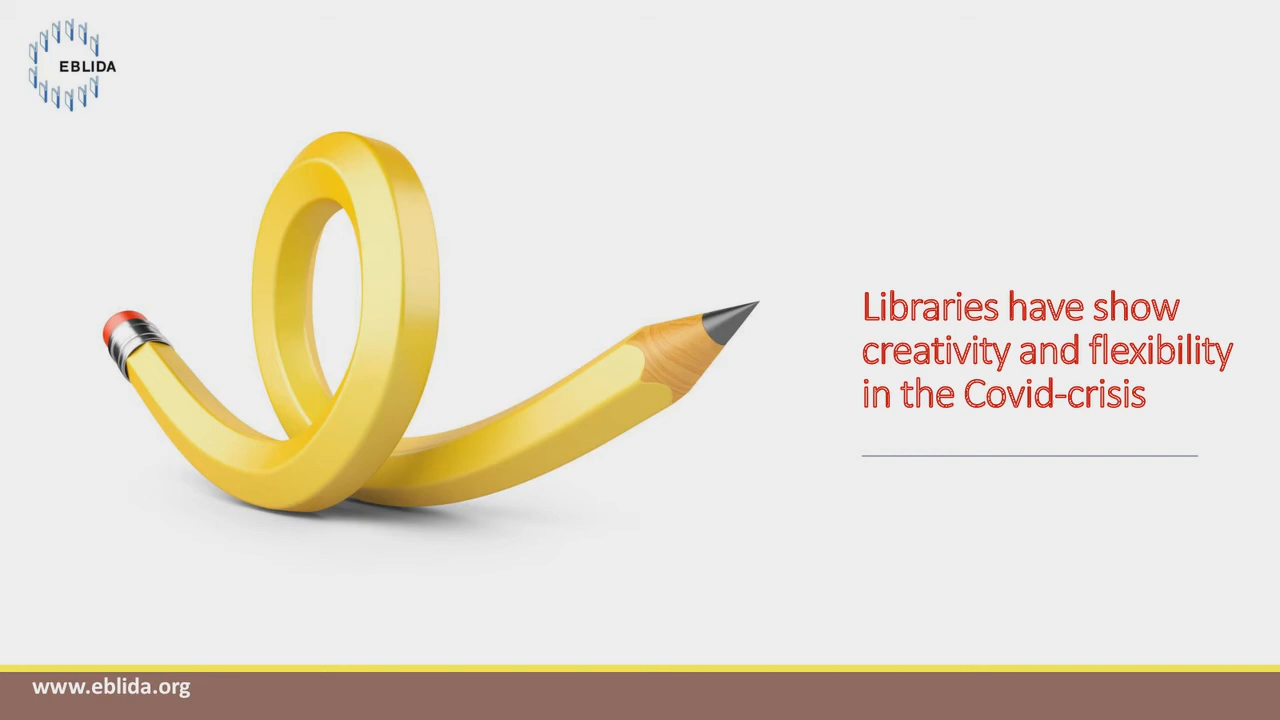 EBLIDA
Libraries have show
creativity and flexibility
in the Covid-crisis
www.eblida.org